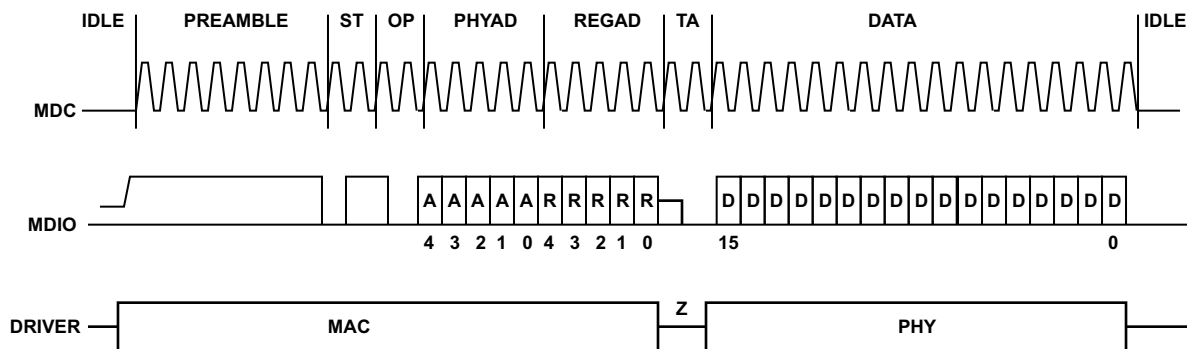 IDLE PREAMBLE ST OP PHYAD REGAD TA DATA IDLE
MDC
A A A A A R R R R R D D D D D D D D D D D D D D D D D
MDIO
4 3 2 1 0 4 3 2 1 0 15 0
Z
DRIVER MAC PHY